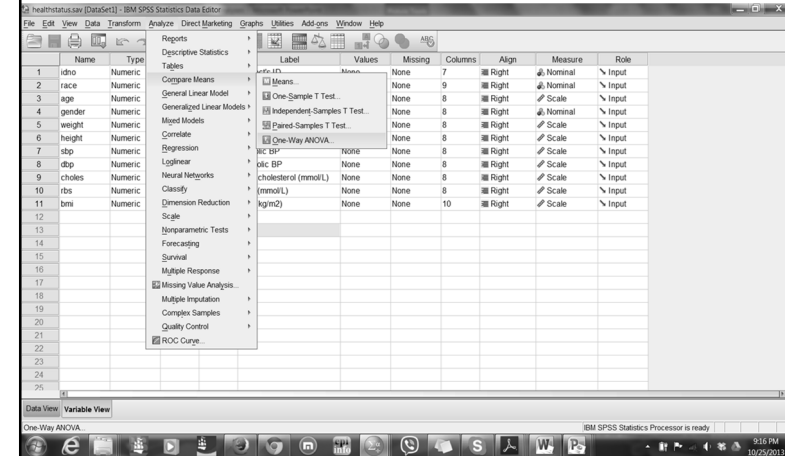 healthstatus.sav [DataSet1] - IBM SPSS Statistics Data Editor
File Edit View Data Transform Analyze Direct Marketing Graphs Utilities Add-ons Window Help
Name Type Label Values Missing Columns Align Measure Role
1 idno Numeric None None 7 Right Nominal Input
2 race Numeric None 9 Right Nominal Input
3 age Numeric None 8 Right Scale Input
4 gender Numeric None 8 Right Nominal Input
5 weight Numeric None 8 Right Scale Input
6 height Numeric None 8 Right Scale Input
7 sbp Numeric lic BP None None 8 Right Scale Input
8 dbp Numeric olic BP None None 8 Right Scale Input
9 choles Numeric cholesterol (mmol/L) None None 8 Right Scale Input
10 rbs Numeric (mmol/L) None None 8 Right Scale Input
11 bmi Numeric kg/m2) None None 10 Right Scale Input
12
13
14
15
16
17
18
19
20
21
22
23
24
25
Reports
Descriptive Statistics
Tables
Compare Means
General Linear Model
Generalized Linear Models
Mixed Models
Correlate
Regression
Loglinear
Neural Networks
Classify
Dimension Reduction
Scale
Nonparametric Tests
Forecasting
Survival
Multiple Response
Missing Value Analysis...
Multiple Imputation
Complex Samples
Quality Control
ROC Curve...
Means...
One-Sample T Test...
Independent-Samples T Test...
Paired-Samples T Test...
One-Way ANOVA...
Data View Variable View
One-Way ANOVA...
IBM SPSS Statistics Processor is ready
9:16 PM
10/25/2013